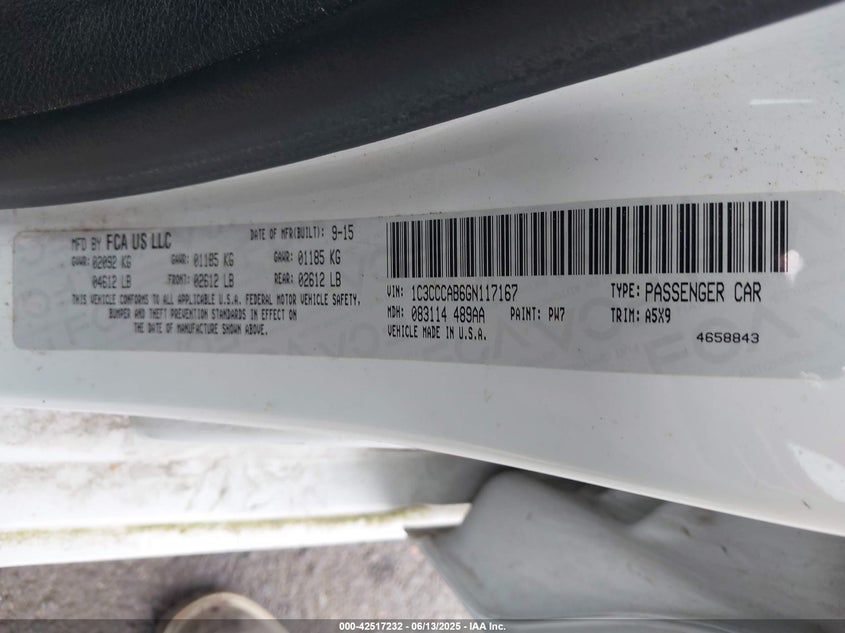 MFD BY FCA US LLC
DATE OF MFR(BUILT): 9-15
GVWR: 02092 KG
GAWR: 01185 KG
GAWR: 01185 KG
04612 LB
FRONT: 02612 LB
REAR: 02612 LB
THIS VEHICLE CONFORMS TO ALL APPLICABLE U.S.A. FEDERAL MOTOR VEHICLE SAFETY,
BUMPER AND THEFT PREVENTION STANDARDS IN EFFECT ON
THE DATE OF MANUFACTURE SHOWN ABOVE.
VIN: 1C3CCCAB6GN117167
TYPE: PASSENGER CAR
MDH: 083114 489AA
PAINT: PW7
TRIM: A5X9
VEHICLE MADE IN U.S.A.
4658843
000-42517232 - 06/13/2025 - IAA Inc.